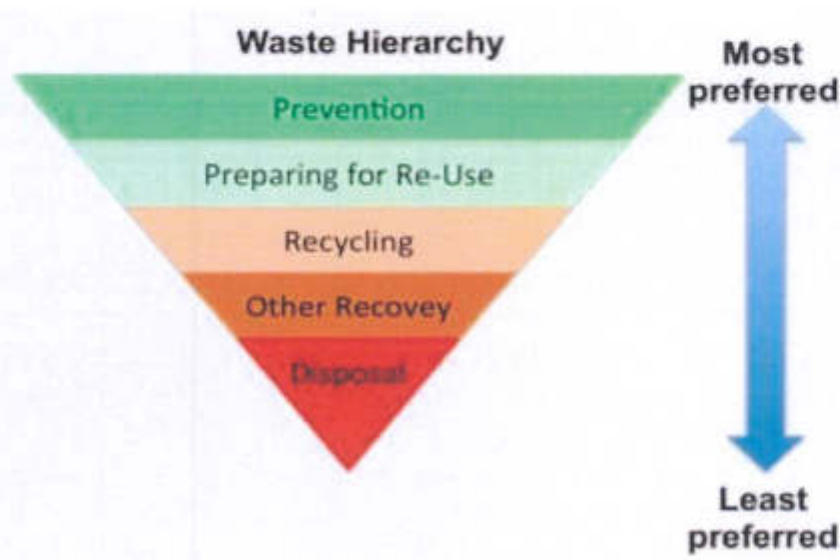 Waste Hierarchy
Most
preferred
Prevention
Preparing for Re-Use
Recycling
Other Recovey
Disposal
Least
preferred